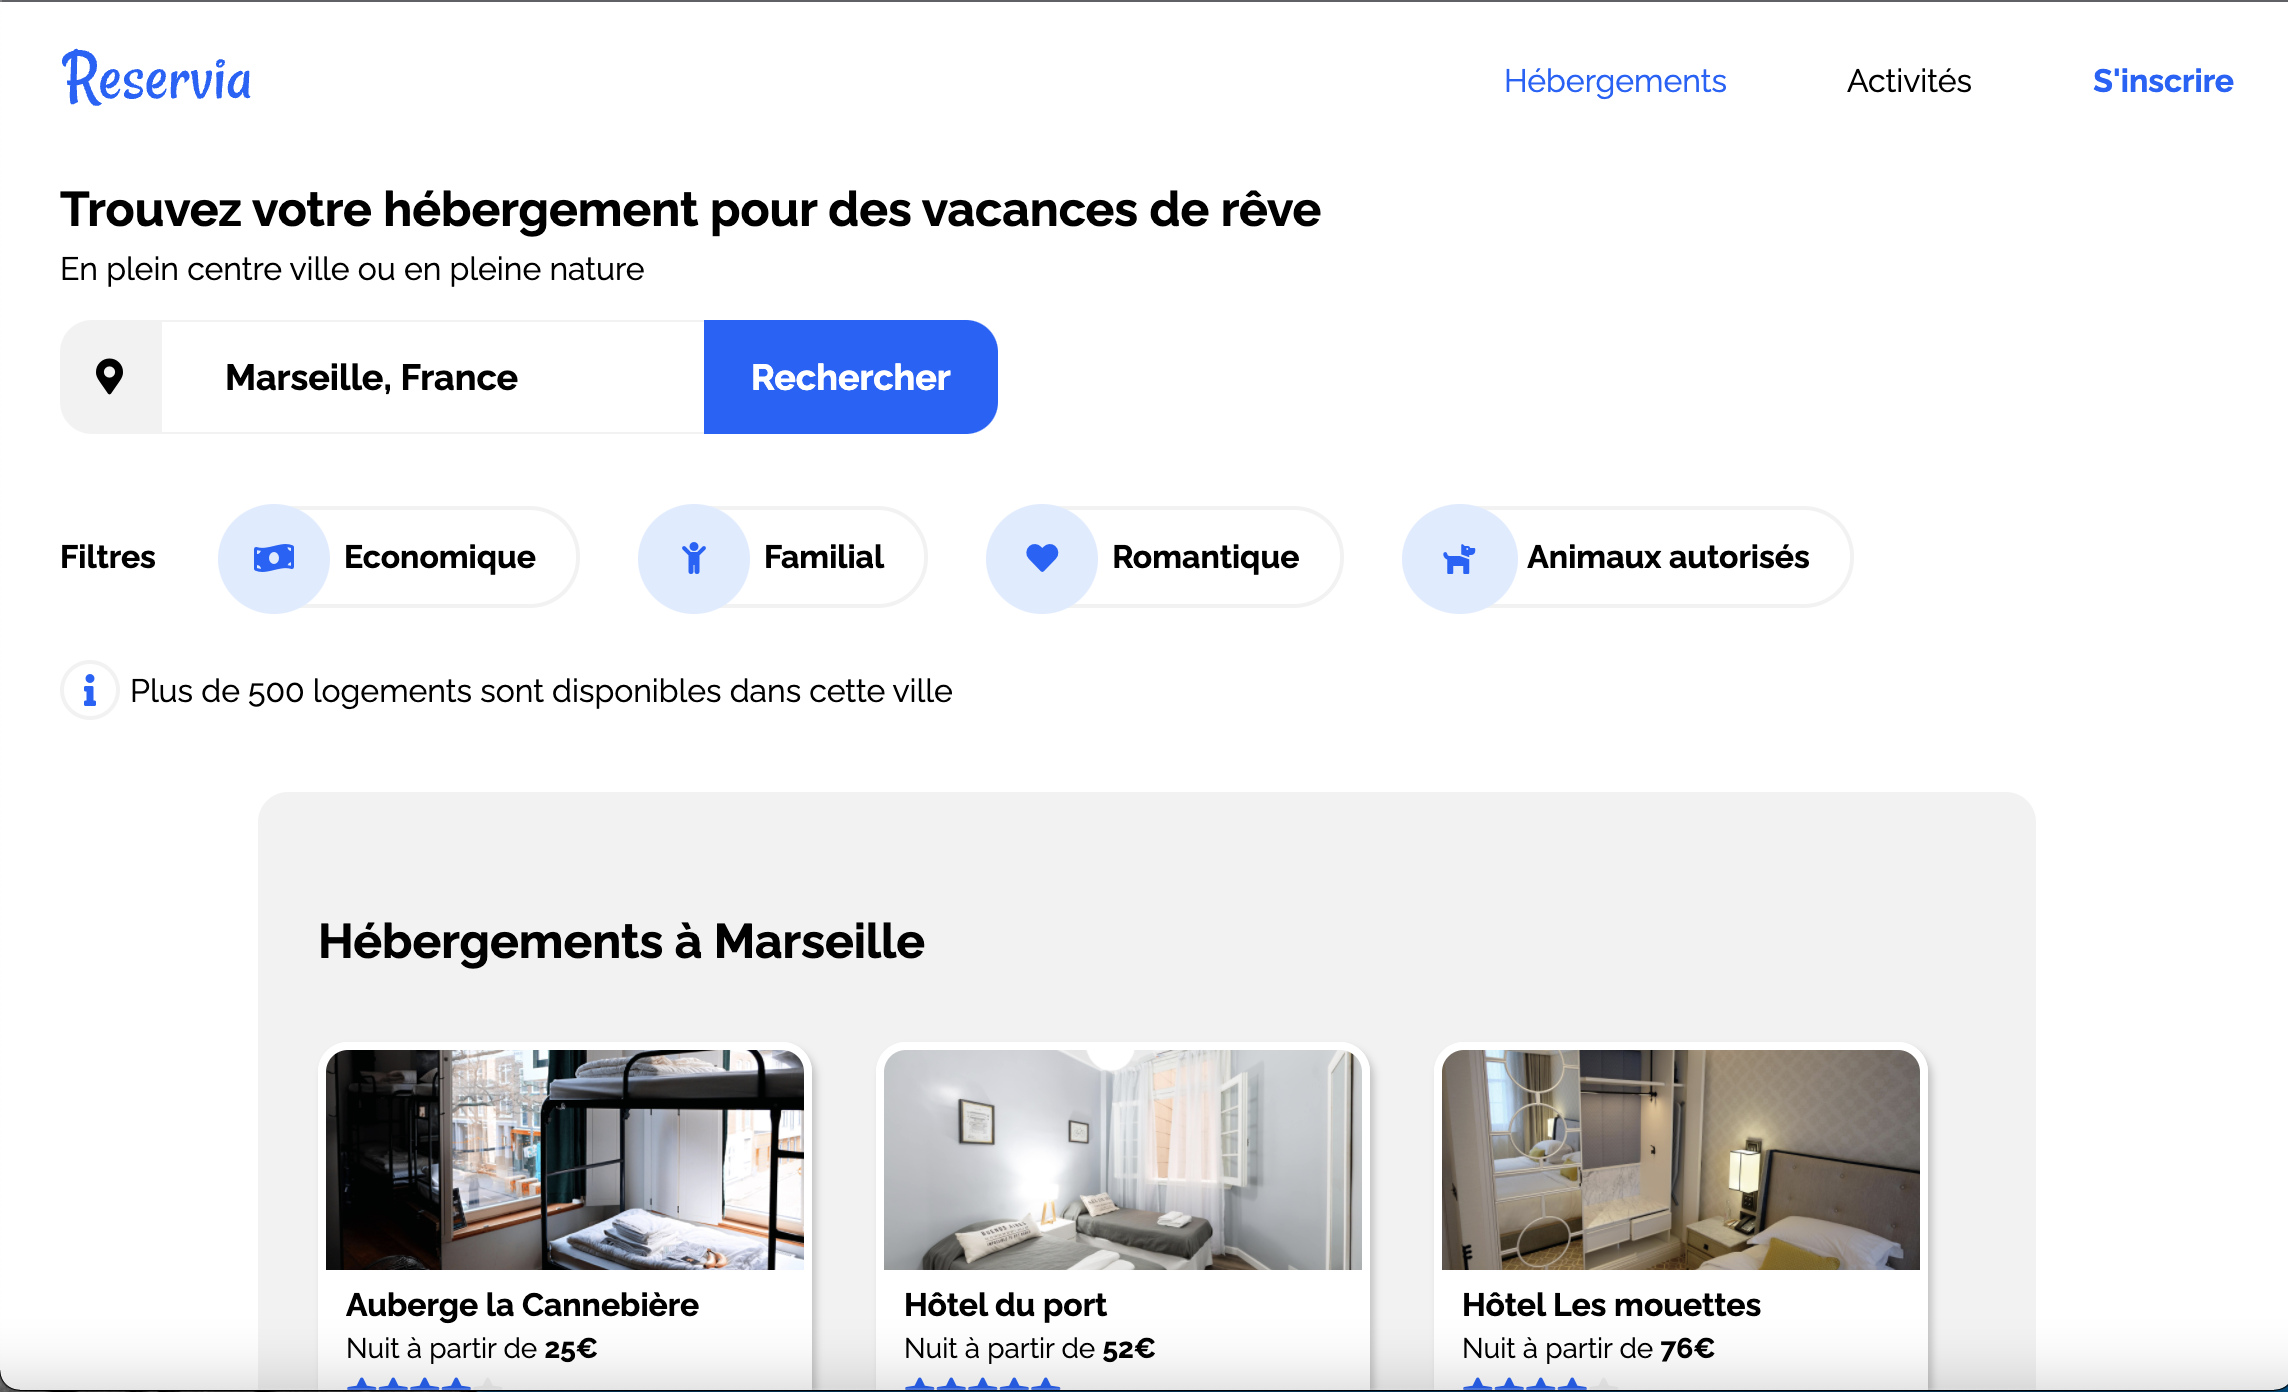 Reservia
Hébergements
Activités
S'inscrire
Trouvez votre hébergement pour des vacances de rêve
En plein centre ville ou en pleine nature
Marseille, France
Rechercher
Filtres
Economique
Familial
Romantique
Animaux autorisés
Plus de 500 logements sont disponibles dans cette ville
Hébergements à Marseille
Auberge la Cannebière
Nuit à partir de 25€
Hôtel du port
Nuit à partir de 52€
Hôtel Les mouettes
Nuit à partir de 76€